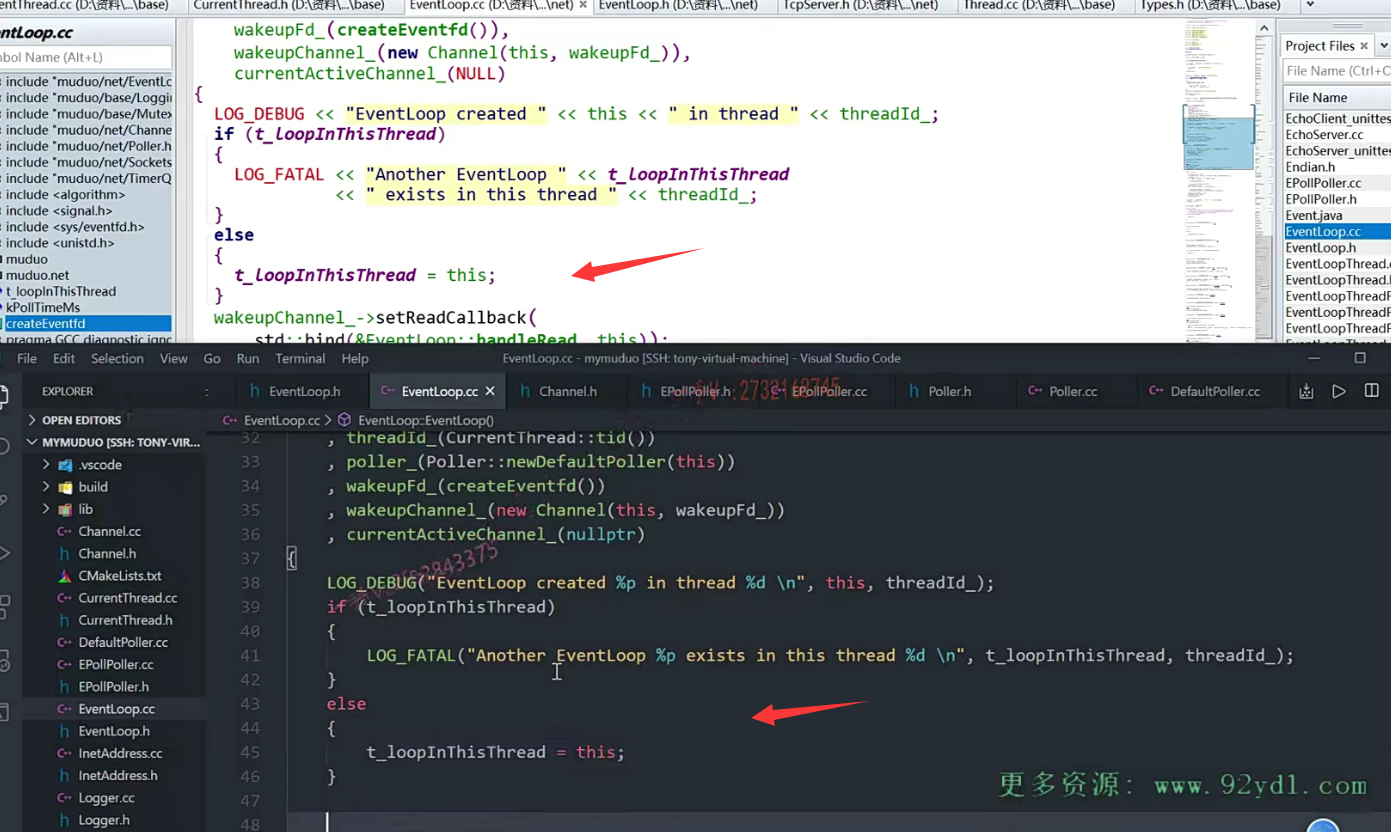 entThread.cc (D:\资料\...\base)
CurrentThread.h (D:\资料\...\base)
EventLoop.cc (D:\资料\...\net)
EventLoop.h (D:\资料\...\net)
TcpServer.h (D:\资料\...\net)
Thread.cc (D:\资料\...\base)
Types.h (D:\资料\...\base)
entLoop.cc
bol Name (Alt+L)
include "muduo/net/EventLc
include "muduo/base/Loggin
include "muduo/base/Mutex
include "muduo/net/Channe
include "muduo/net/Poller.h
include "muduo/net/Sockets
include "muduo/net/TimerQ
include <algorithm>
include <signal.h>
include <sys/eventfd.h>
include <unistd.h>
muduo
muduo.net
t_loopInThisThread
kPollTimeMs
createEventfd
pragma GCC diagnostic
wakeupFd_(createEventfd()),
wakeupChannel_(new Channel(this, wakeupFd_)),
currentActiveChannel_(NULL)
{
LOG_DEBUG << "EventLoop created " << this << " in thread " << threadId_;
if (t_loopInThisThread)
{
LOG_FATAL << "Another EventLoop " << t_loopInThisThread
<< " exists in this thread " << threadId_;
}
else
{
t_loopInThisThread = this;
}
wakeupChannel_->setReadCallback(
Project Files
File Name (Ctrl
File Name
EchoClient_unittes
EchoServer.cc
EchoServer_unittes
Endian.h
EPollPoller.cc
EPollPoller.h
Event.java
EventLoop.cc
EventLoop.h
EventLoopThread.c
EventLoopThread.h
EventLoopThread
EventLoopThread
EventLoopThread
File Edit Selection View Go Run Terminal Help
EventLoop.cc - mymuduo [SSH: tony-virtual-machine] - Visual Studio Code
EXPLORER
EventLoop.h
EventLoop.cc
Channel.h
EPollPoller.h
EPollPoller.cc
Poller.h
Poller.cc
DefaultPoller.cc
:2732168745
OPEN EDITORS
EventLoop.cc > EventLoop::EventLoop()
MYMUDUO [SSH: TONY-VIR...
.vscode
build
lib
Channel.cc
Channel.h
CMakeLists.txt
CurrentThread.cc
CurrentThread.h
DefaultPoller.cc
EPollPoller.cc
EPollPoller.h
EventLoop.cc
EventLoop.h
InetAddress.cc
InetAddress.h
Logger.cc
Logger.h
32 , threadId_(CurrentThread::tid())
33 , poller_(Poller::newDefaultPoller(this))
34 , wakeupFd_(createEventfd())
35 , wakeupChannel_(new Channel(this, wakeupFd_))
36 , currentActiveChannel_(nullptr)
37 {
38 LOG_DEBUG("EventLoop created %p in thread %d \n", this, threadId_);
39 if (t_loopInThisThread)
40 {
41 LOG_FATAL("Another EventLoop %p exists in this thread %d \n", t_loopInThisThread, threadId_);
42 }
43 else
44 {
45 t_loopInThisThread = this;
46 }
47
48
更多资源: www.92ydl.com